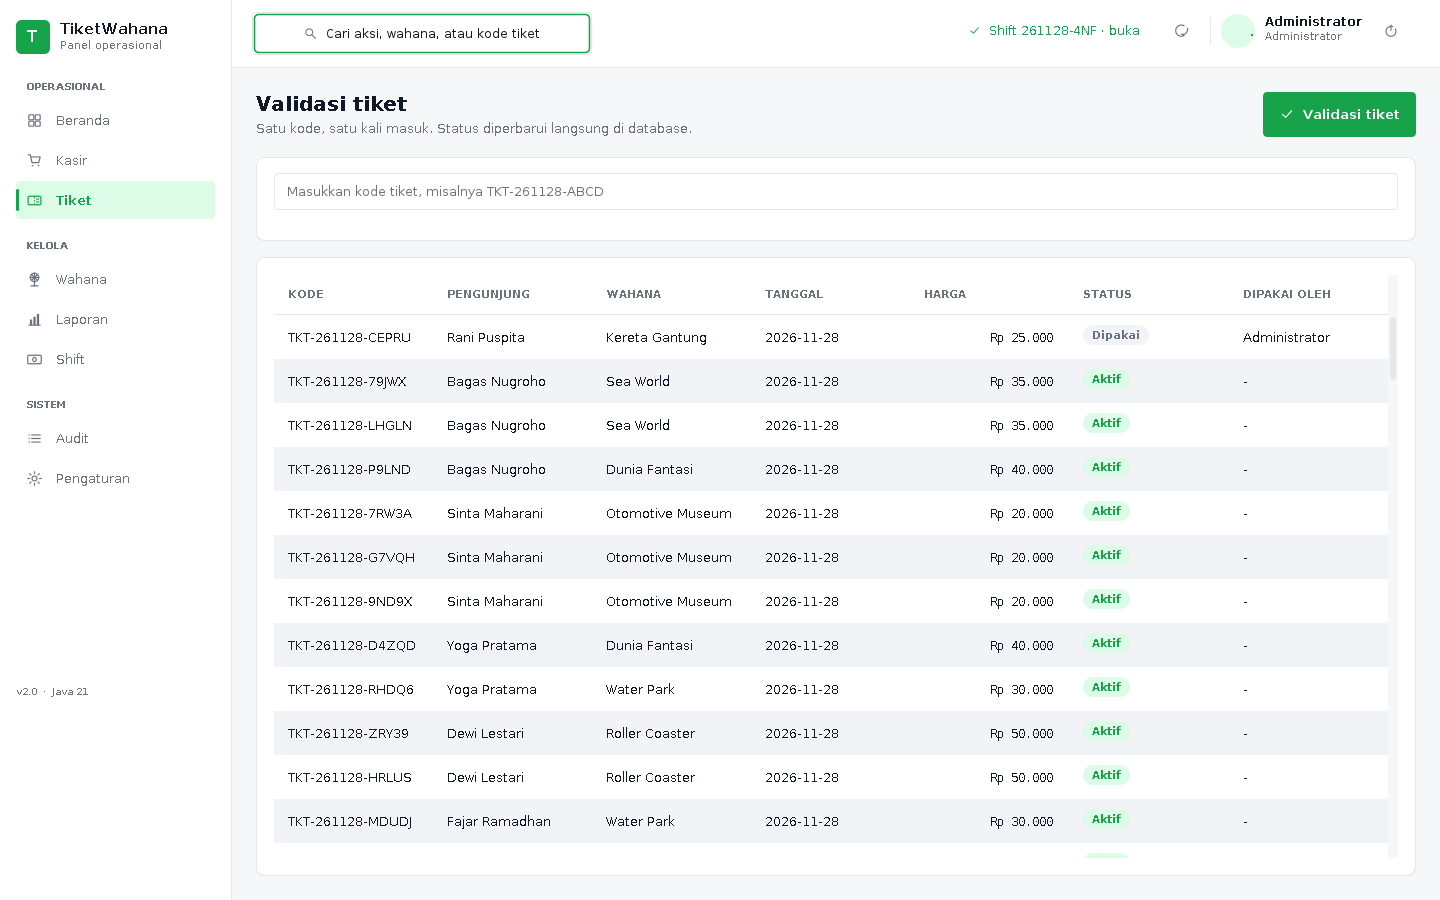 T
TiketWahana
Panel operasional
OPERASIONAL
Beranda
Kasir
Tiket
KELOLA
Wahana
Laporan
Shift
SISTEM
Audit
Pengaturan
v2.0 · Java 21
Cari aksi, wahana, atau kode tiket
Shift 261128-4NF · buka
Administrator
Administrator
Validasi tiket
Satu kode, satu kali masuk. Status diperbarui langsung di database.
Validasi tiket
Masukkan kode tiket, misalnya TKT-261128-ABCD
KODE PENGUNJUNG WAHANA TANGGAL HARGA STATUS DIPAKAI OLEH
TKT-261128-CEPRU Rani Puspita Kereta Gantung 2026-11-28 Rp 25.000 Dipakai Administrator
TKT-261128-79JWX Bagas Nugroho Sea World 2026-11-28 Rp 35.000 Aktif -
TKT-261128-LHGLN Bagas Nugroho Sea World 2026-11-28 Rp 35.000 Aktif -
TKT-261128-P9LND Bagas Nugroho Dunia Fantasi 2026-11-28 Rp 40.000 Aktif -
TKT-261128-7RW3A Sinta Maharani Otomotive Museum 2026-11-28 Rp 20.000 Aktif -
TKT-261128-G7VQH Sinta Maharani Otomotive Museum 2026-11-28 Rp 20.000 Aktif -
TKT-261128-9ND9X Sinta Maharani Otomotive Museum 2026-11-28 Rp 20.000 Aktif -
TKT-261128-D4ZQD Yoga Pratama Dunia Fantasi 2026-11-28 Rp 40.000 Aktif -
TKT-261128-RHDQ6 Yoga Pratama Water Park 2026-11-28 Rp 30.000 Aktif -
TKT-261128-ZRY39 Dewi Lestari Roller Coaster 2026-11-28 Rp 50.000 Aktif -
TKT-261128-HRLUS Dewi Lestari Roller Coaster 2026-11-28 Rp 50.000 Aktif -
TKT-261128-MDUDJ Fajar Ramadhan Water Park 2026-11-28 Rp 30.000 Aktif -